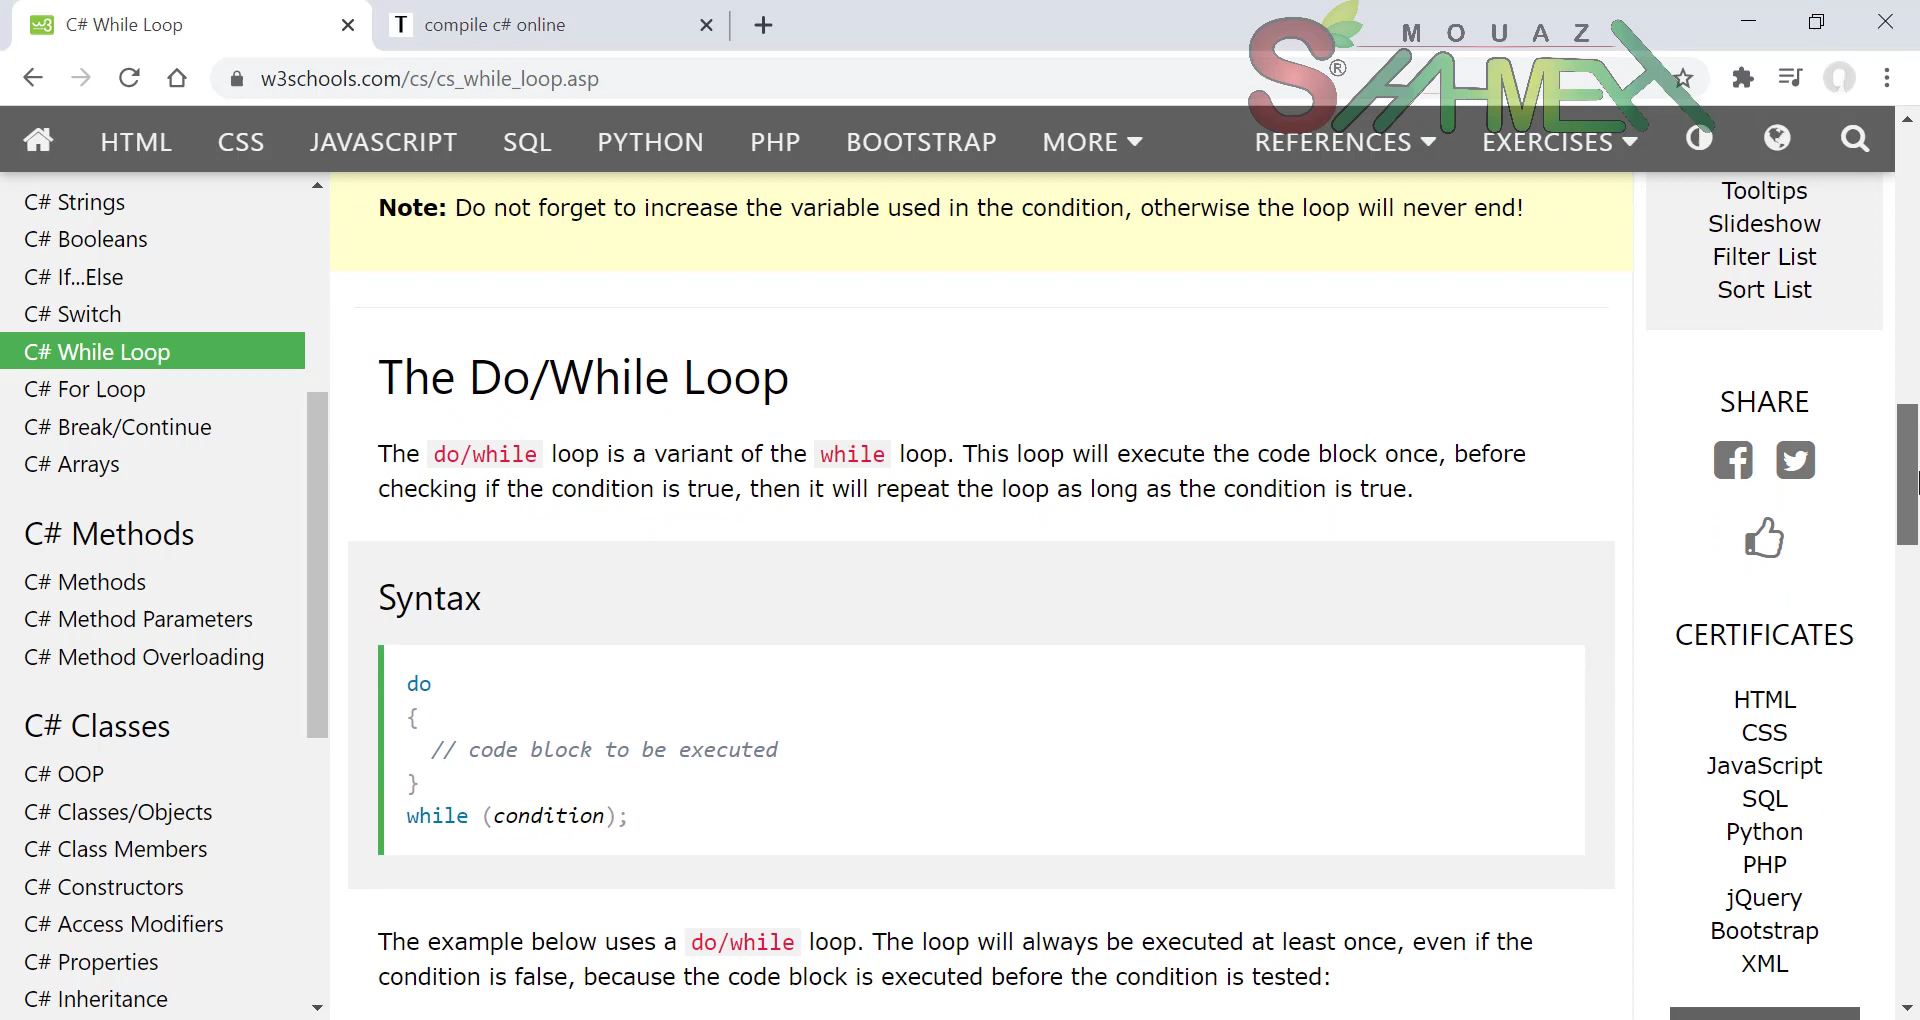 C# While Loop
compile c# online
w3schools.com/cs/cs_while_loop.asp
MOUAZ
SHAHMEH
®
HTML
CSS
JAVASCRIPT
SQL
PYTHON
PHP
BOOTSTRAP
MORE
REFERENCES
EXERCISES
C# Strings
C# Booleans
C# If...Else
C# Switch
C# While Loop
C# For Loop
C# Break/Continue
C# Arrays
C# Methods
C# Methods
C# Method Parameters
C# Method Overloading
C# Classes
C# OOP
C# Classes/Objects
C# Class Members
C# Constructors
C# Access Modifiers
C# Properties
C# Inheritance
Note: Do not forget to increase the variable used in the condition, otherwise the loop will never end!
The Do/While Loop
The do/while loop is a variant of the while loop. This loop will execute the code block once, before
checking if the condition is true, then it will repeat the loop as long as the condition is true.
Syntax
do
{
// code block to be executed
}
while (condition);
The example below uses a do/while loop. The loop will always be executed at least once, even if the
condition is false, because the code block is executed before the condition is tested:
Tooltips
Slideshow
Filter List
Sort List
SHARE
CERTIFICATES
HTML
CSS
JavaScript
SQL
Python
PHP
jQuery
Bootstrap
XML